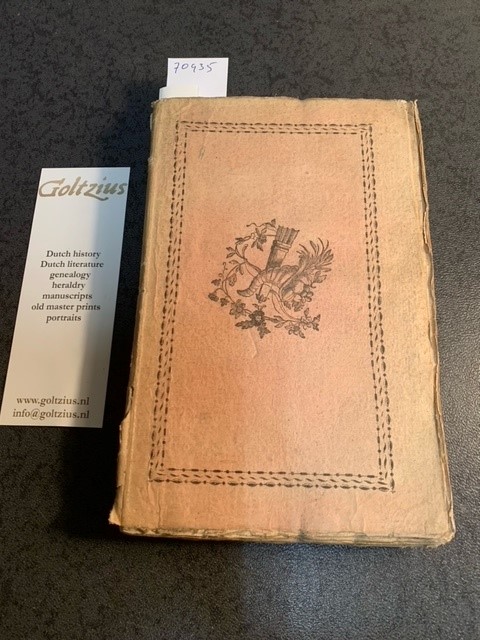 70935
Goltzius
Dutch history
Dutch literature
genealogy
heraldry
manuscripts
old master prints
portraits
www.goltzius.nl
info@goltzius.nl